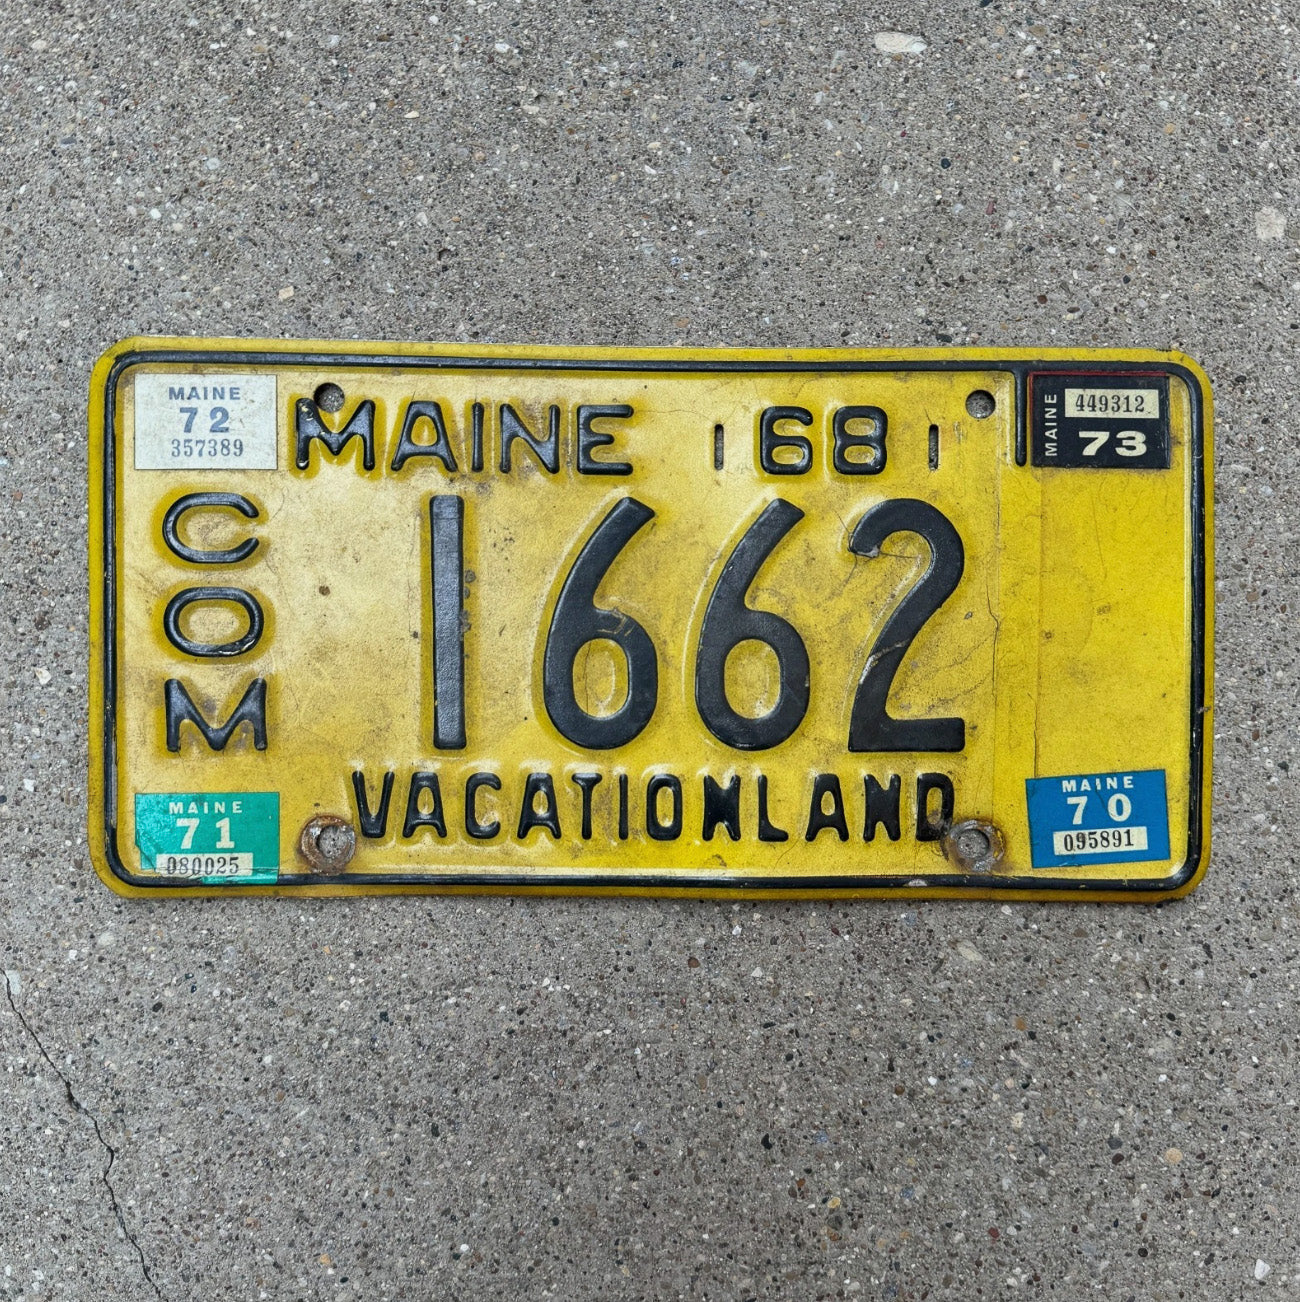 MAINE
72
357389
MAINE 68
MAINE
449312
73
COM
1662
VACATIONLAND
MAINE
71
080025
MAINE
70
095891